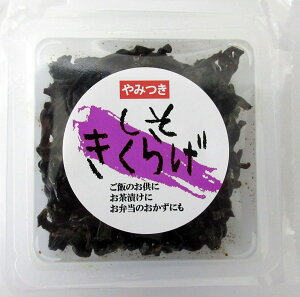 やみつき
しそ
きくらげ
ご飯のお供に
お茶漬けに
お弁当のおかずにも